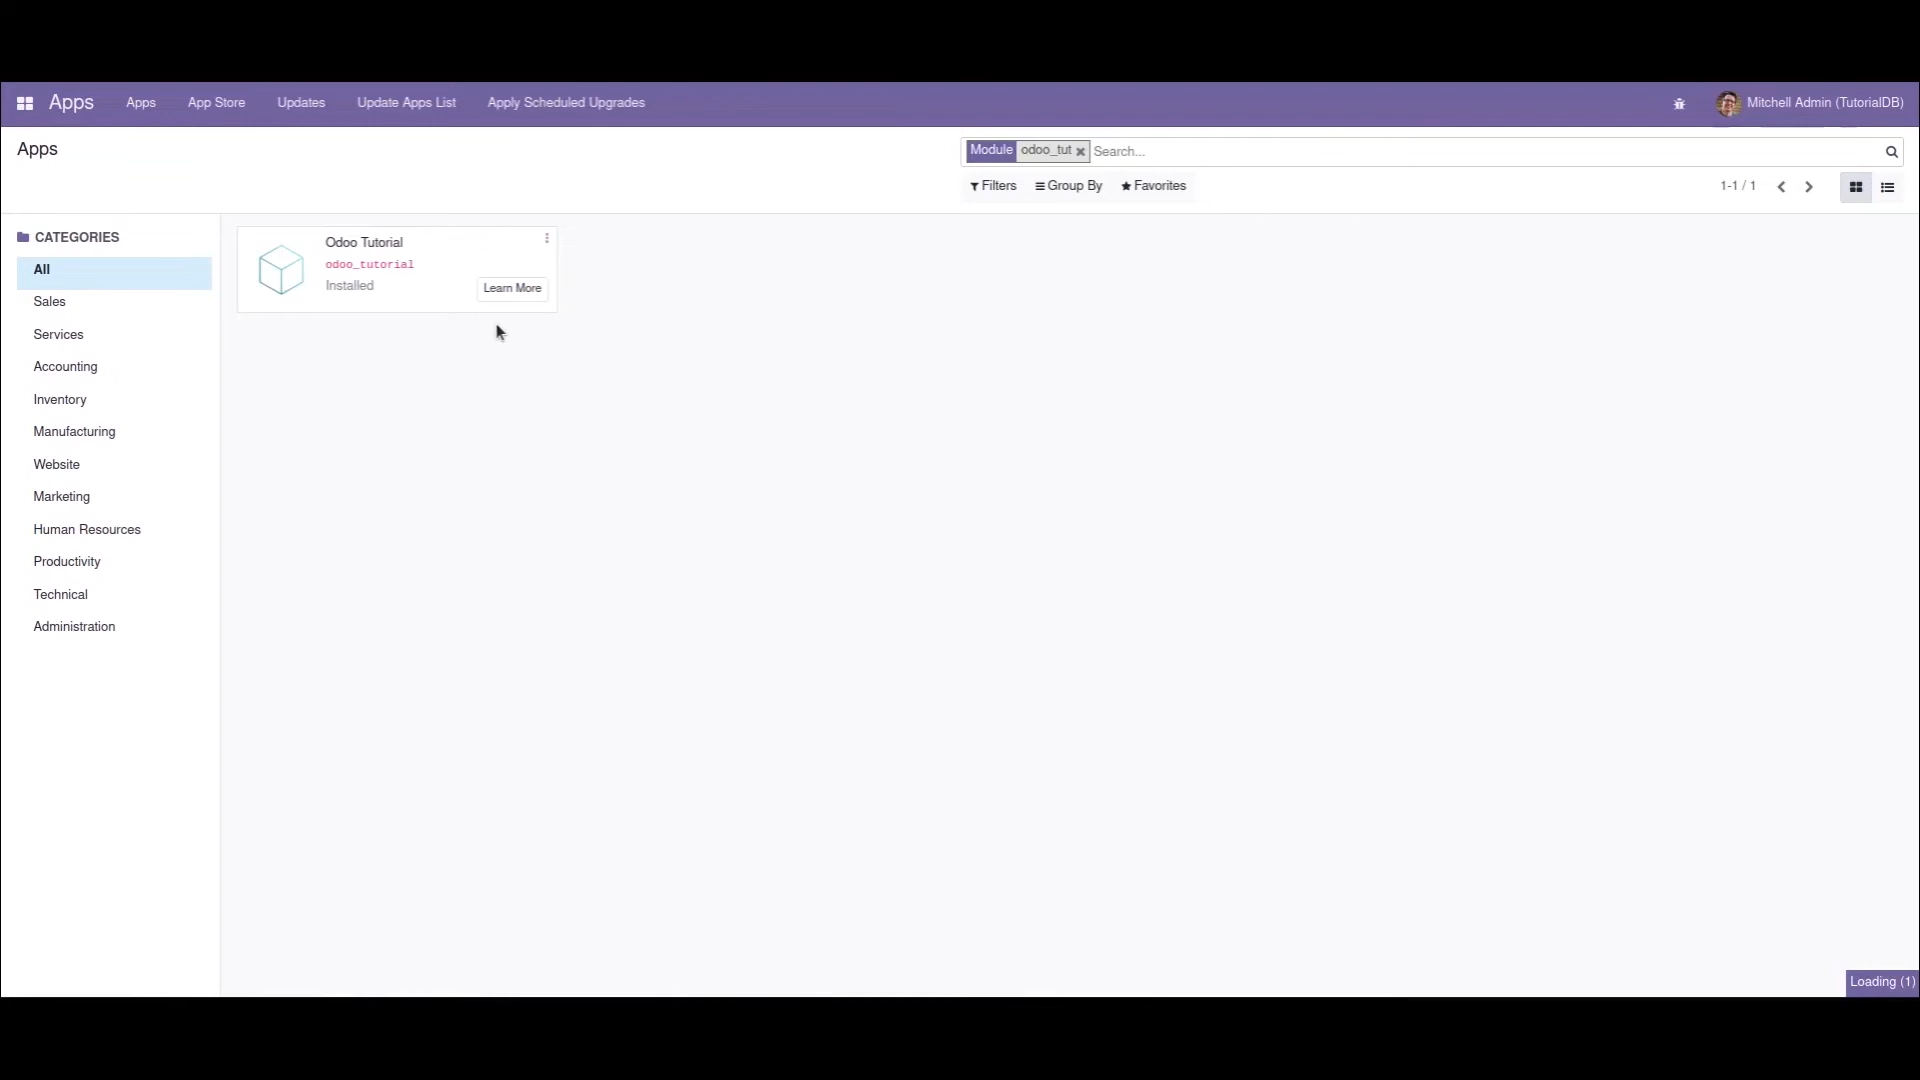 Apps Apps App Store Updates Update Apps List Apply Scheduled Upgrades Mitchell Admin (TutorialDB)
Apps
Module odoo_tut Search...
Filters Group By Favorites 1-1 / 1
CATEGORIES
All
Sales
Services
Accounting
Inventory
Manufacturing
Website
Marketing
Human Resources
Productivity
Technical
Administration
Odoo Tutorial
odoo_tutorial
Installed
Learn More
Loading (1)